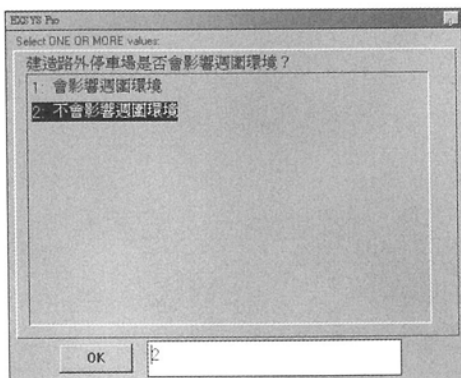 EXSYS Pro
Select ONE OR MORE values:
建造路外停車場是否會影響週圍環境？
1: 會影響週圍環境
2: 不會影響週圍環境
OK
2